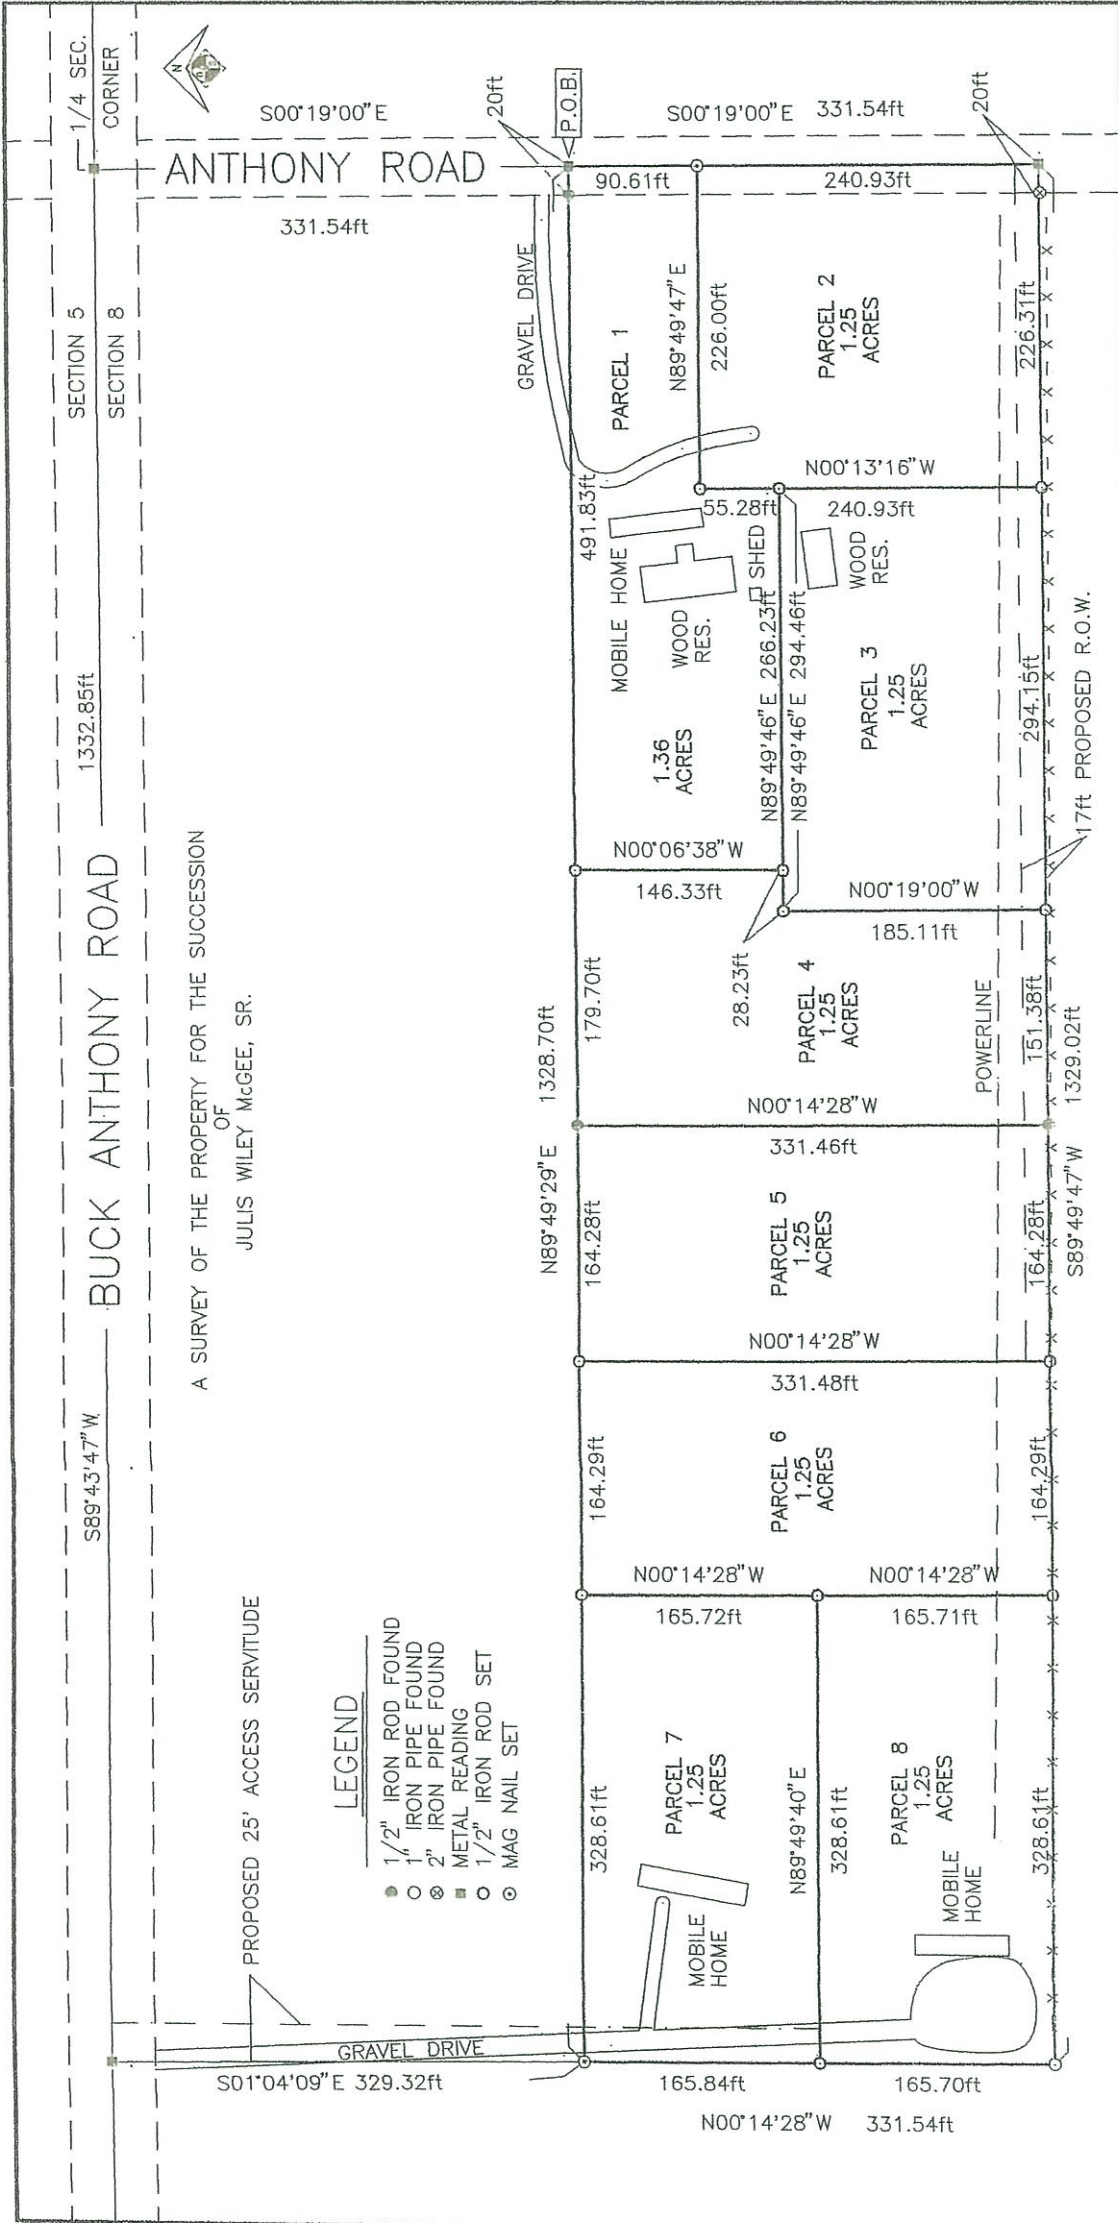 SECTION 5
SECTION 8
1/4 SEC.
CORNER
S89°43'47"W
1332.85ft
BUCK ANTHONY ROAD
N
ANTHONY ROAD
S00°19'00"E
331.54ft
20ft
P.O.B.
S00°19'00"E 331.54ft
20ft
A SURVEY OF THE PROPERTY FOR THE SUCCESSION
OF
JULIS WILEY McGEE, SR.
PROPOSED 25' ACCESS SERVITUDE
LEGEND
1/2" IRON ROD FOUND
1" IRON PIPE FOUND
2" IRON PIPE FOUND
METAL READING
1/2" IRON ROD SET
MAG NAIL SET
GRAVEL DRIVE
S01°04'09"E 329.32ft
N89°49'29"E
1328.70ft
GRAVEL DRIVE
328.61ft
164.29ft
164.28ft
179.70ft
491.83ft
90.61ft
240.93ft
PARCEL 1
1.36
ACRES
MOBILE HOME
WOOD
RES.
SHED
N89°49'47"E
226.00ft
PARCEL 2
1.25
ACRES
226.31ft
N00°13'16"W
55.28ft
240.93ft
N89°49'46"E 266.23ft
N89°49'46"E 294.46ft
WOOD
RES.
PARCEL 3
1.25
ACRES
294.15ft
17ft PROPOSED R.O.W.
N00°06'38"W
146.33ft
N00°19'00"W
185.11ft
28.23ft
PARCEL 4
1.25
ACRES
POWERLINE
151.38ft
1329.02ft
S89°49'47"W
N00°14'28"W
331.46ft
PARCEL 5
1.25
ACRES
164.28ft
N00°14'28"W
331.48ft
PARCEL 6
1.25
ACRES
164.29ft
N00°14'28"W
165.72ft
N00°14'28"W
165.71ft
PARCEL 7
1.25
ACRES
MOBILE
HOME
N89°49'40"E
328.61ft
PARCEL 8
1.25
ACRES
MOBILE
HOME
328.61ft
165.84ft
165.70ft
N00°14'28"W 331.54ft